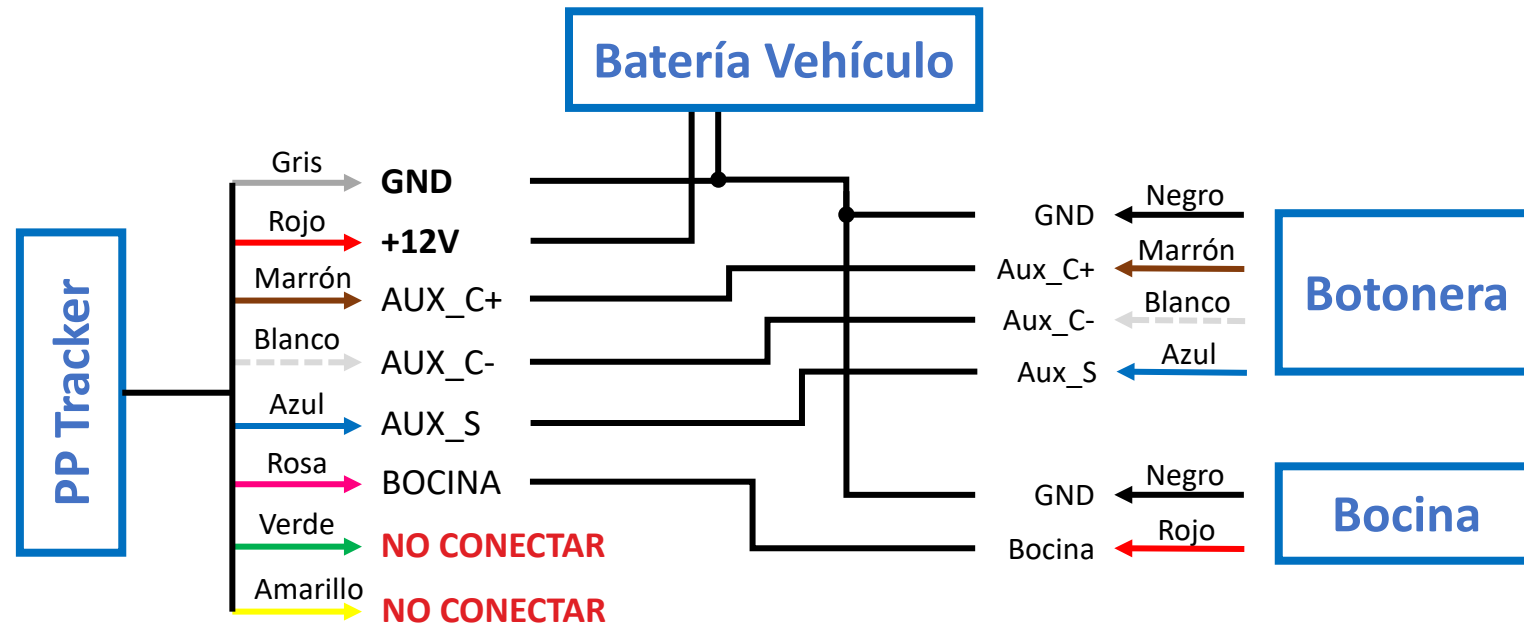 Batería Vehículo
PP Tracker
Gris
GND
Rojo
+12V
Marrón
AUX_C+
Blanco
AUX_C-
Azul
AUX_S
Rosa
BOCINA
Verde
NO CONECTAR
Amarillo
NO CONECTAR
GND
Negro
Aux_C+
Marrón
Aux_C-
Blanco
Aux_S
Azul
Botonera
GND
Negro
Bocina
Rojo
Bocina